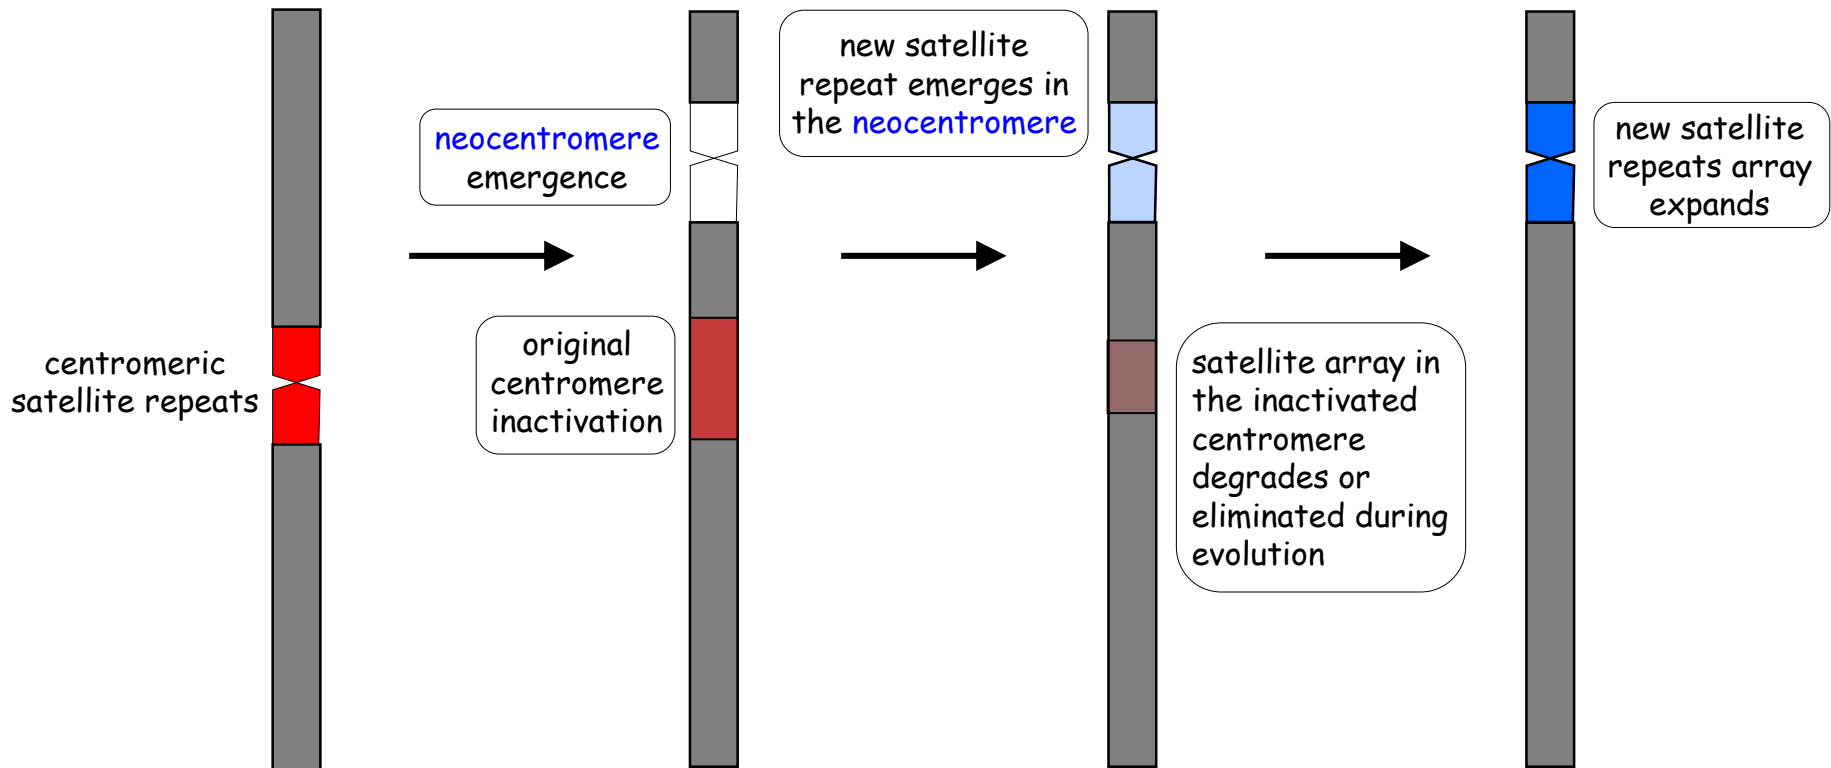 centromeric
satellite repeats
neocentromere
emergence
original
centromere
inactivation
new satellite
repeat emerges in
the neocentromere
satellite array in
the inactivated
centromere
degrades or
eliminated during
evolution
new satellite
repeats array
expands